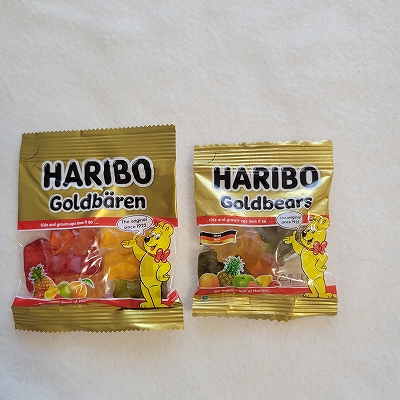 HARIBO
Goldbären
Kids and grown-ups love it so ...
The original
since 1922
HARIBO
Goldbears
Kids and grown-ups love it so ...
The original
since 1922